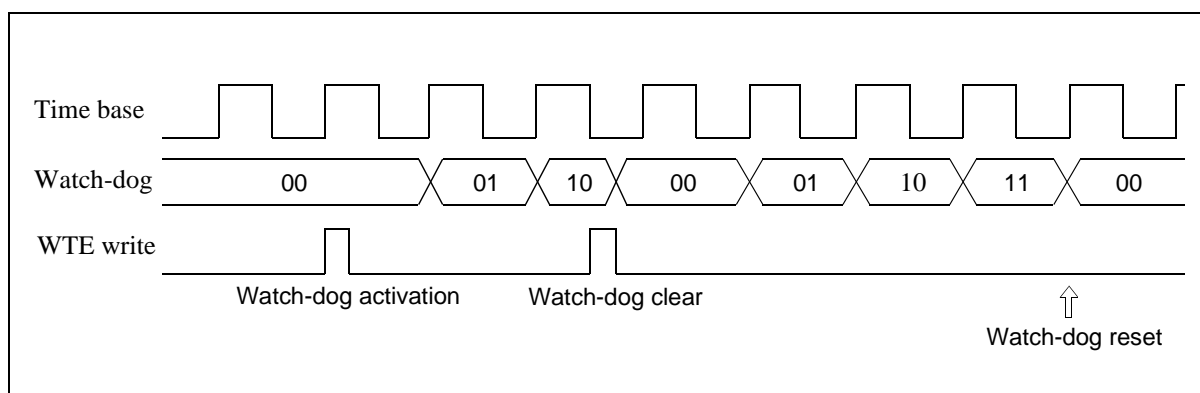 Time base
Watch-dog 00 01 10 00 01 10 11 00
WTE write
Watch-dog activation Watch-dog clear
Watch-dog reset